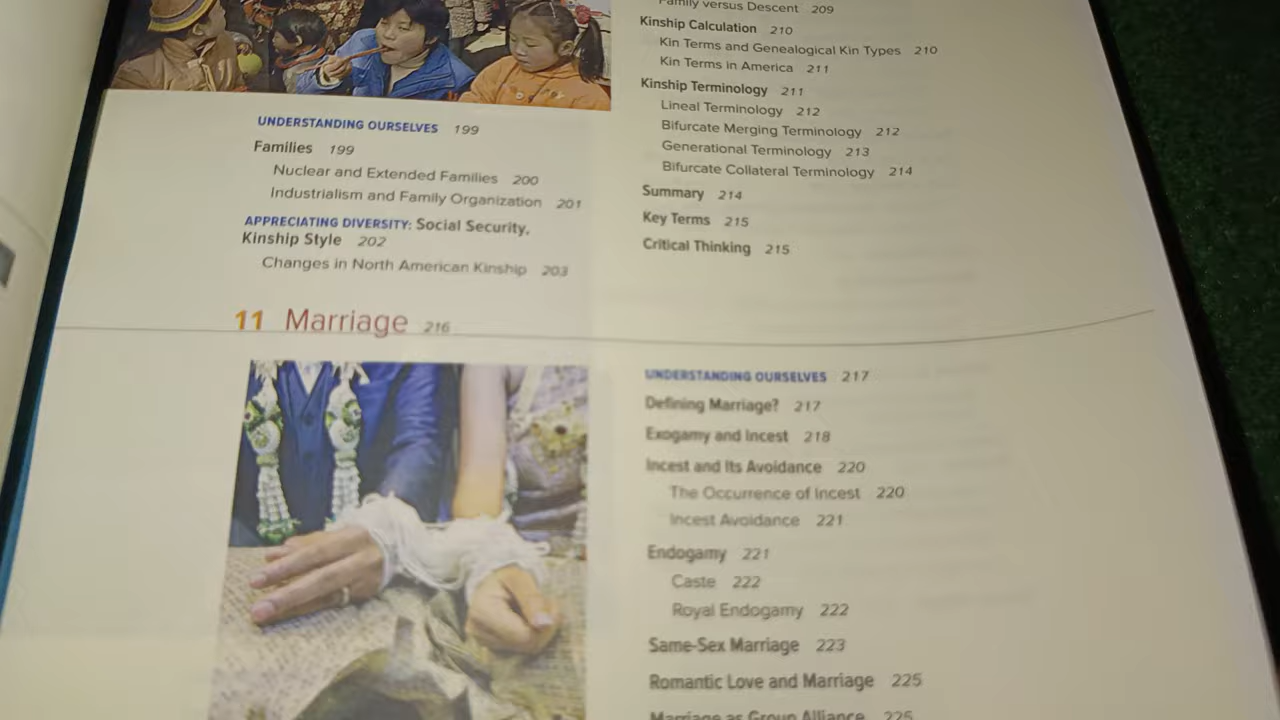 UNDERSTANDING OURSELVES 199
Families 199
Nuclear and Extended Families 200
Industrialism and Family Organization 201
APPRECIATING DIVERSITY: Social Security,
Kinship Style 202
Changes in North American Kinship 203
Family versus Descent 209
Kinship Calculation 210
Kin Terms and Genealogical Kin Types 210
Kin Terms in America 211
Kinship Terminology 211
Lineal Terminology 212
Bifurcate Merging Terminology 212
Generational Terminology 213
Bifurcate Collateral Terminology 214
Summary 214
Key Terms 215
Critical Thinking 215
11 Marriage 216
UNDERSTANDING OURSELVES 217
Defining Marriage? 217
Exogamy and Incest 218
Incest and Its Avoidance 220
The Occurrence of Incest 220
Incest Avoidance 221
Endogamy 221
Caste 222
Royal Endogamy 222
Same-Sex Marriage 223
Romantic Love and Marriage 225
Marriage as Group Alliance 225